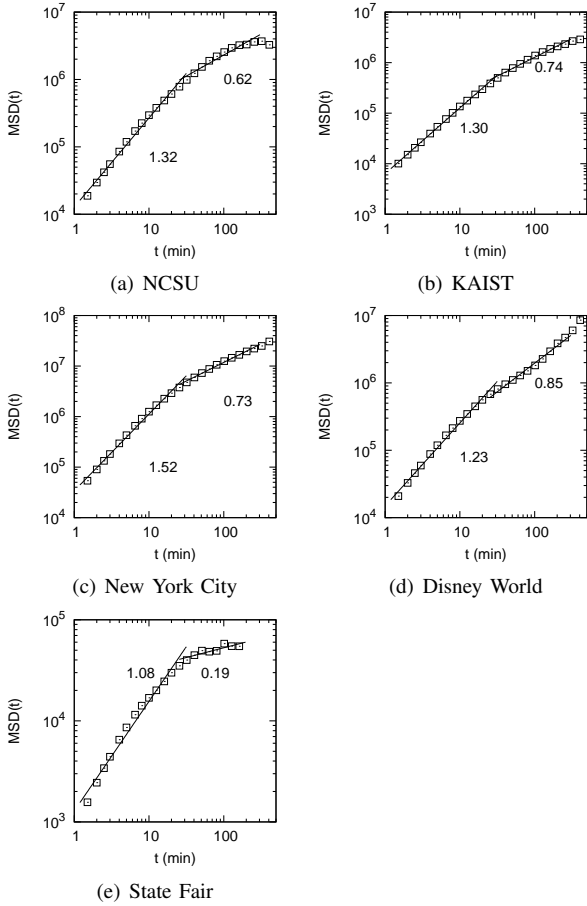 10^7
10^6
10^5
10^4
MSD(t)
0.62
1.32
1 10 100
t (min)
(a) NCSU
10^7
10^6
10^5
10^4
10^3
MSD(t)
0.74
1.30
1 10 100
t (min)
(b) KAIST
10^8
10^7
10^6
10^5
10^4
MSD(t)
0.73
1.52
1 10 100
t (min)
(c) New York City
10^7
10^6
10^5
10^4
MSD(t)
0.85
1.23
1 10 100
t (min)
(d) Disney World
10^5
10^4
10^3
MSD(t)
1.08 0.19
1 10 100
t (min)
(e) State Fair